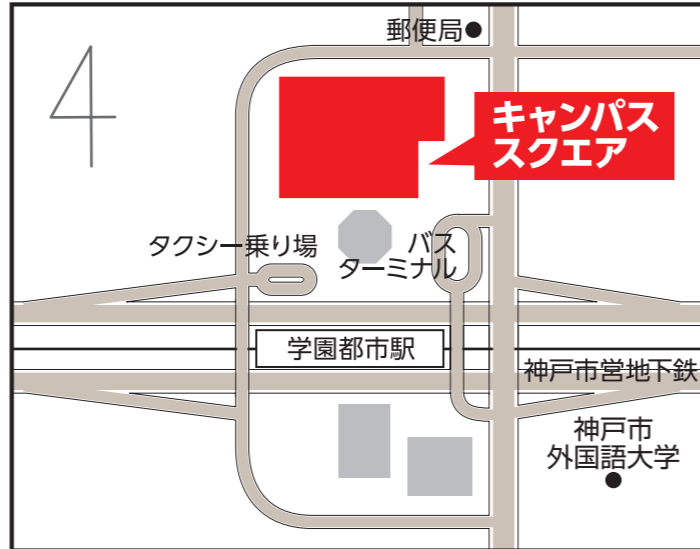 郵便局
キャンパス
スクエア
タクシー乗り場
バス
ターミナル
学園都市駅
神戸市営地下鉄
神戸市
外国語大学